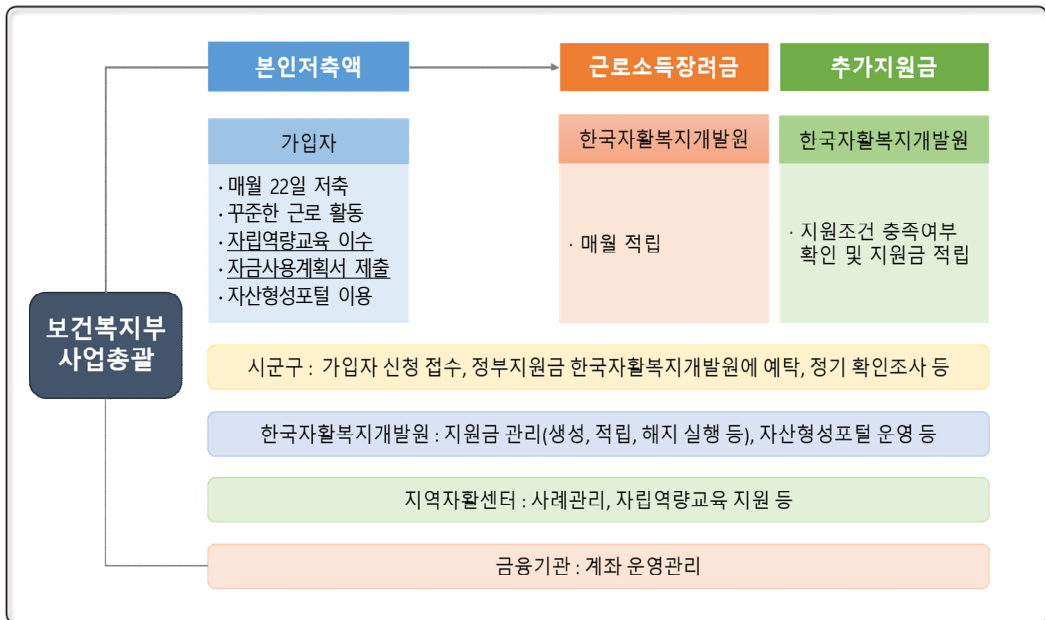 본인저축액
근로소득장려금
추가지원금
가입자
· 매월 22일 저축
· 꾸준한 근로 활동
· 자립역량교육 이수
· 자금사용계획서 제출
· 자산형성포털 이용
한국자활복지개발원
· 매월 적립
한국자활복지개발원
· 지원조건 충족여부
확인 및 지원금 적립
보건복지부
사업총괄
시군구 : 가입자 신청 접수, 정부지원금 한국자활복지개발원에 예탁, 정기 확인조사 등
한국자활복지개발원 : 지원금 관리(생성, 적립, 해지 실행 등), 자산형성포털 운영 등
지역자활센터 : 사례관리, 자립역량교육 지원 등
금융기관 : 계좌 운영관리